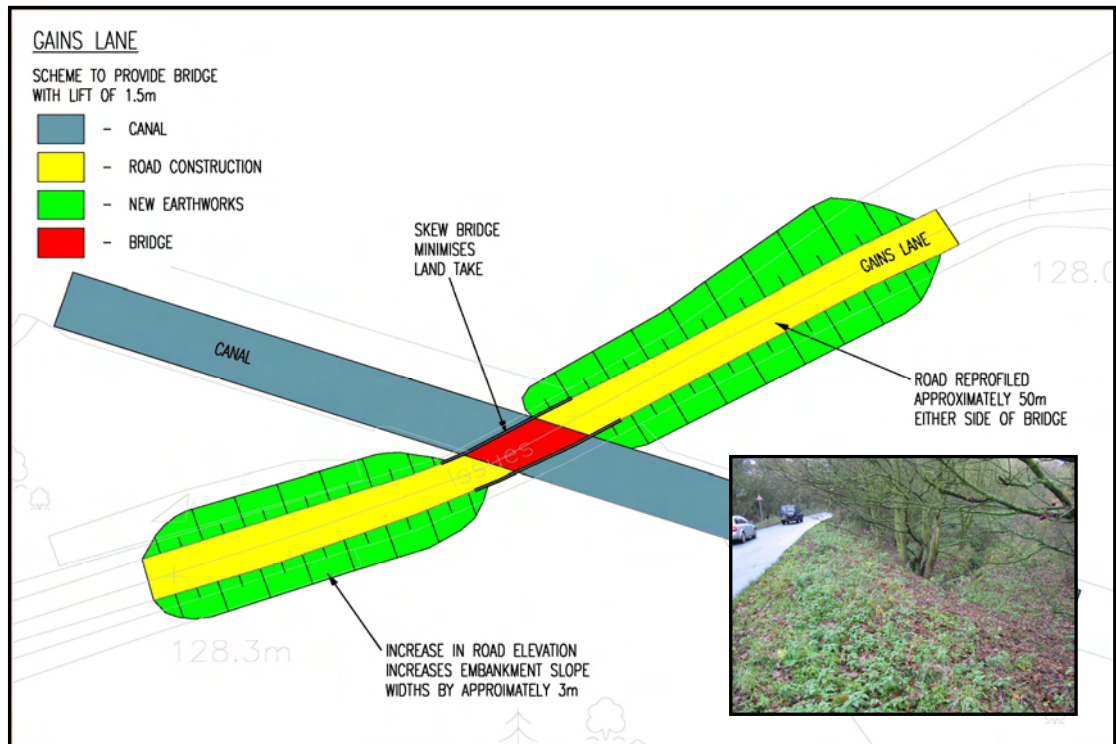 GAINS LANE
SCHEME TO PROVIDE BRIDGE
WITH LIFT OF 1.5m
- CANAL
- ROAD CONSTRUCTION
- NEW EARTHWORKS
- BRIDGE
SKEW BRIDGE
MINIMISES
LAND TAKE
GAINS LANE
128.0
CANAL
ROAD REPROFILED
APPROXIMATELY 50m
EITHER SIDE OF BRIDGE
Issues
128.3m
INCREASE IN ROAD ELEVATION
INCREASES EMBANKMENT SLOPE
WIDTHS BY APPROIMATELY 3m